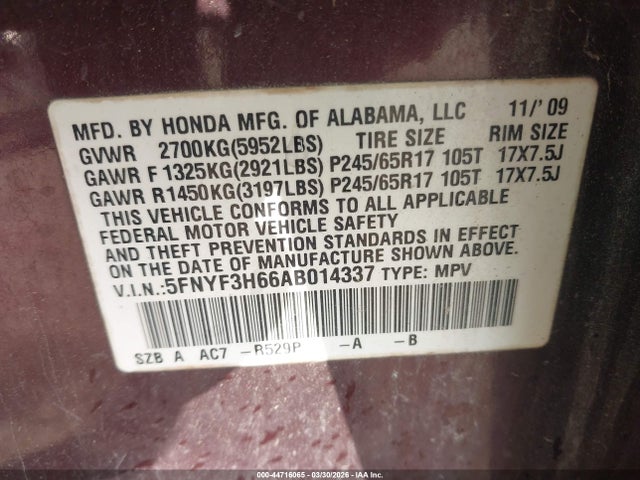 MFD. BY HONDA MFG. OF ALABAMA, LLC 11/'09
GVWR 2700KG(5952LBS) TIRE SIZE RIM SIZE
GAWR F 1325KG(2921LBS) P245/65R17 105T 17X7.5J
GAWR R1450KG(3197LBS) P245/65R17 105T 17X7.5J
THIS VEHICLE CONFORMS TO ALL APPLICABLE
FEDERAL MOTOR VEHICLE SAFETY
AND THEFT PREVENTION STANDARDS IN EFFECT
ON THE DATE OF MANUFACTURE SHOWN ABOVE.
V.I.N.:5FNYF3H66AB014337 TYPE: MPV
SZB A AC7 -R529P -A -B
000-44716065 - 03/30/2026 - IAA Inc.